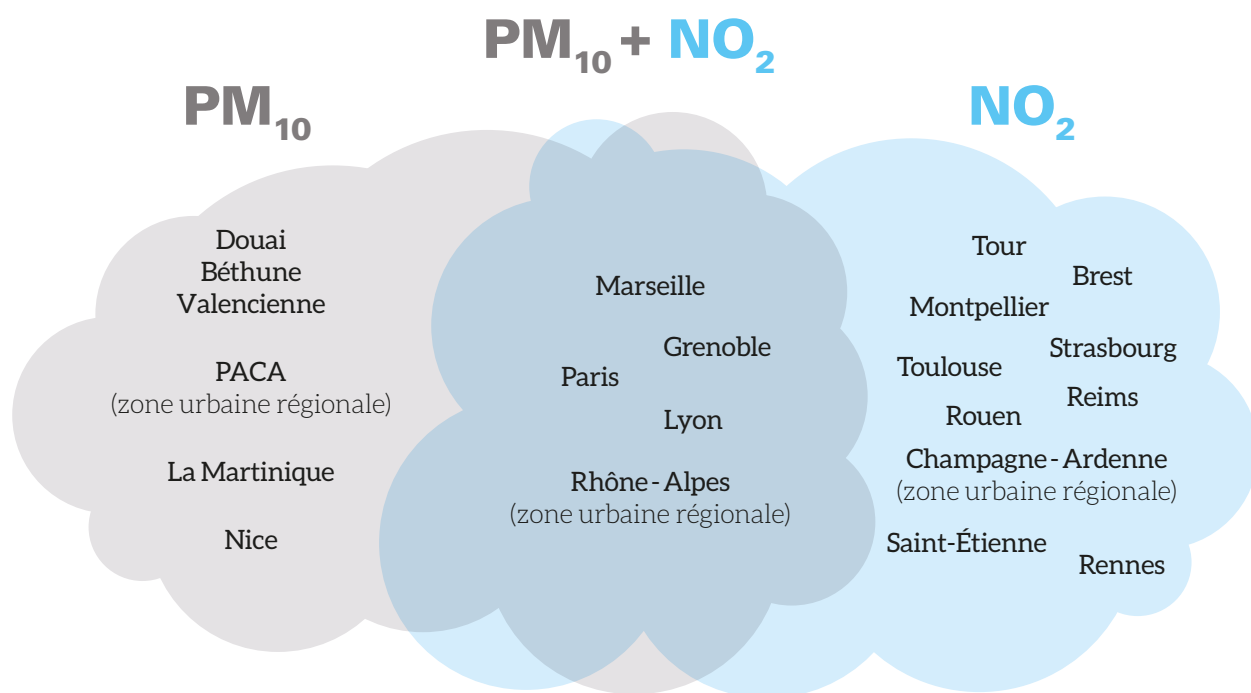 PM₁₀ + NO₂
PM₁₀
NO₂
Douai
Béthune
Valencienne
PACA
(zone urbaine régionale)
La Martinique
Nice
Marseille
Grenoble
Paris
Lyon
Rhône-Alpes
(zone urbaine régionale)
Tour
Brest
Montpellier
Strasbourg
Toulouse
Reims
Rouen
Champagne-Ardenne
(zone urbaine régionale)
Saint-Étienne
Rennes